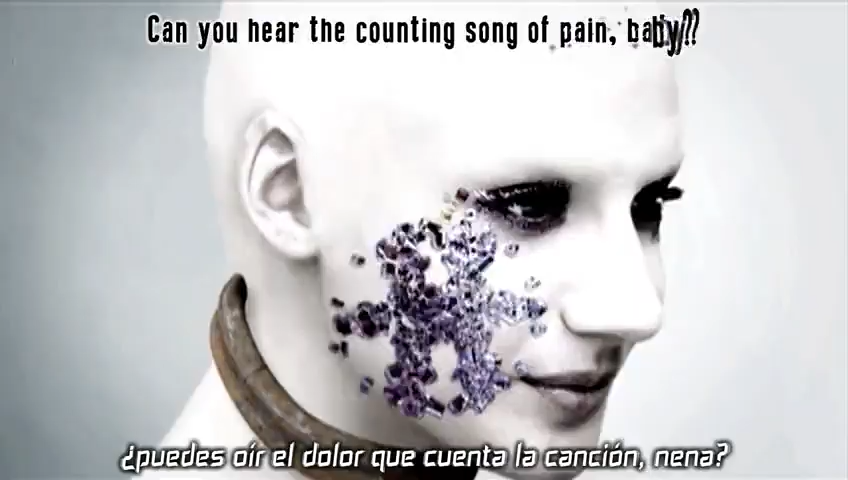 Can you hear the counting song of pain, baby??
¿puedes oír el dolor que cuenta la canción, nena?